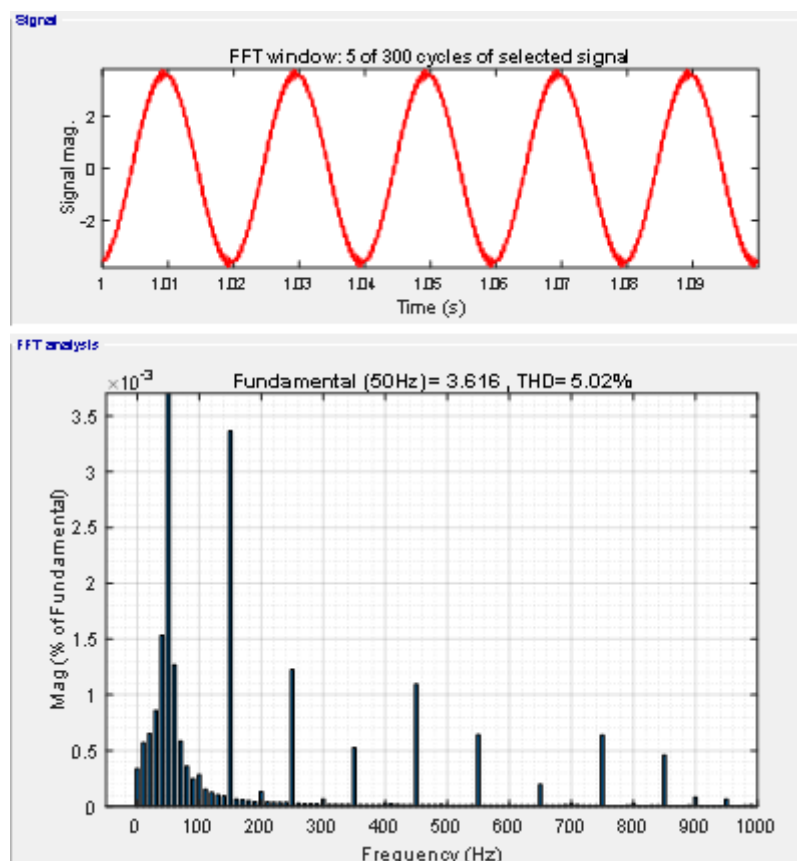 Signal
FFT window: 5 of 300 cycles of selected signal
Signal mag.
2
0
-2
1
1.01
1.02
1.03
1.04
1.05
1.06
1.07
1.08
1.09
Time (s)
FFT analysis
×10⁻³
Fundamental (50Hz) = 3.616 , THD= 5.02%
Mag (% of Fundamental)
3.5
3
2.5
2
1.5
1
0.5
0
0 100 200 300 400 500 600 700 800 900 1000
Frequency (Hz)